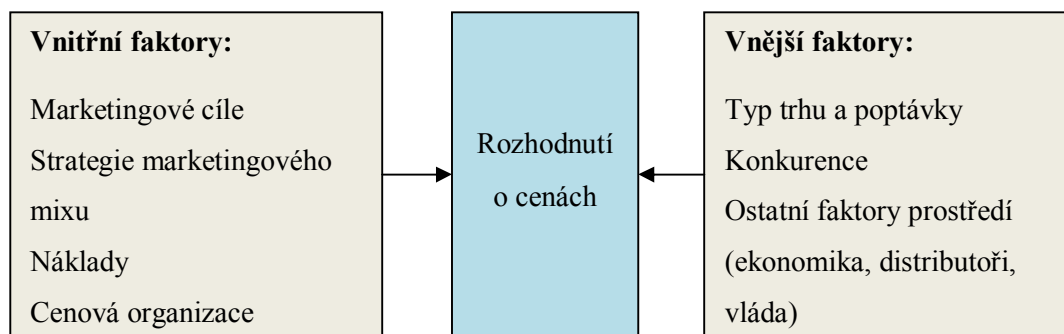 Vnitřní faktory:
Marketingové cíle
Strategie marketingového
mixu
Náklady
Cenová organizace
Rozhodnutí
o cenách
Vnější faktory:
Typ trhu a poptávky
Konkurence
Ostatní faktory prostředí
(ekonomika, distributoři,
vláda)